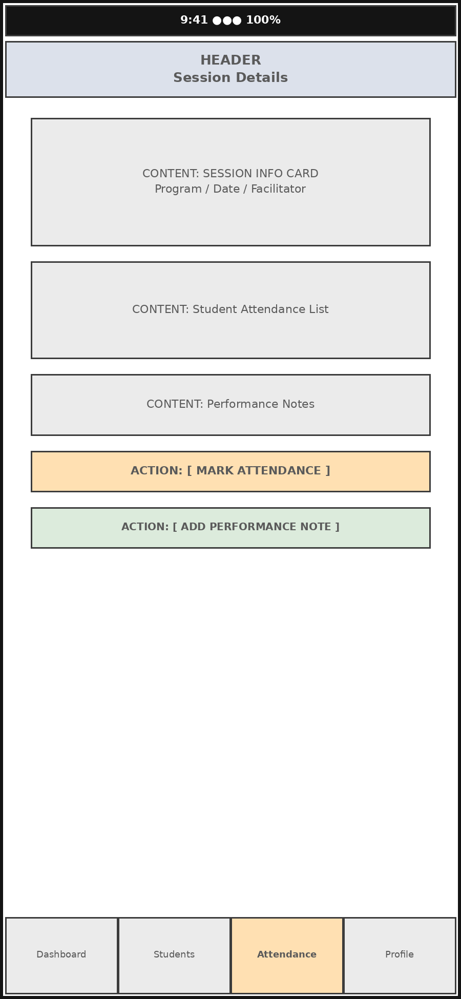 9:41 ●●● 100%
HEADER
Session Details
CONTENT: SESSION INFO CARD
Program / Date / Facilitator
CONTENT: Student Attendance List
CONTENT: Performance Notes
ACTION: [ MARK ATTENDANCE ]
ACTION: [ ADD PERFORMANCE NOTE ]
Dashboard
Students
Attendance
Profile